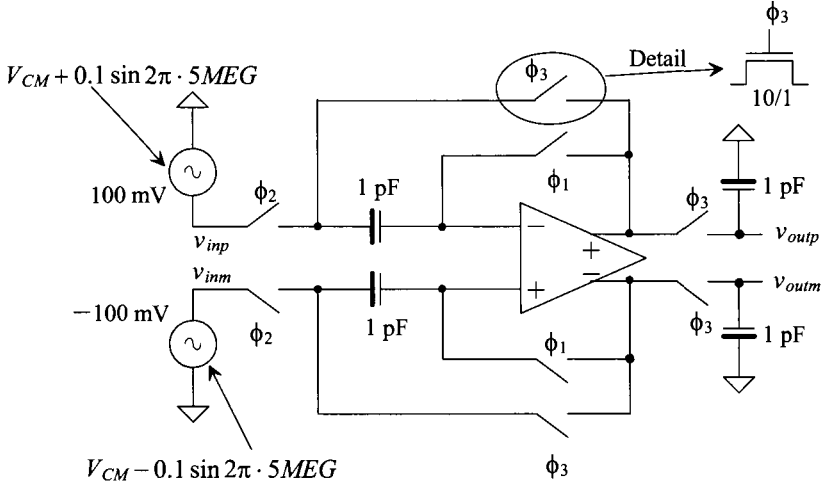 ϕ₃
Detail
10/1
V_CM + 0.1 sin 2π · 5MEG
ϕ₃
ϕ₁
100 mV
ϕ₂
1 pF
ϕ₃
1 pF
v_inp
−
+
v_outp
v_inm
+
−
v_outm
−100 mV
ϕ₂
1 pF
ϕ₁
ϕ₃
1 pF
ϕ₃
V_CM − 0.1 sin 2π · 5MEG